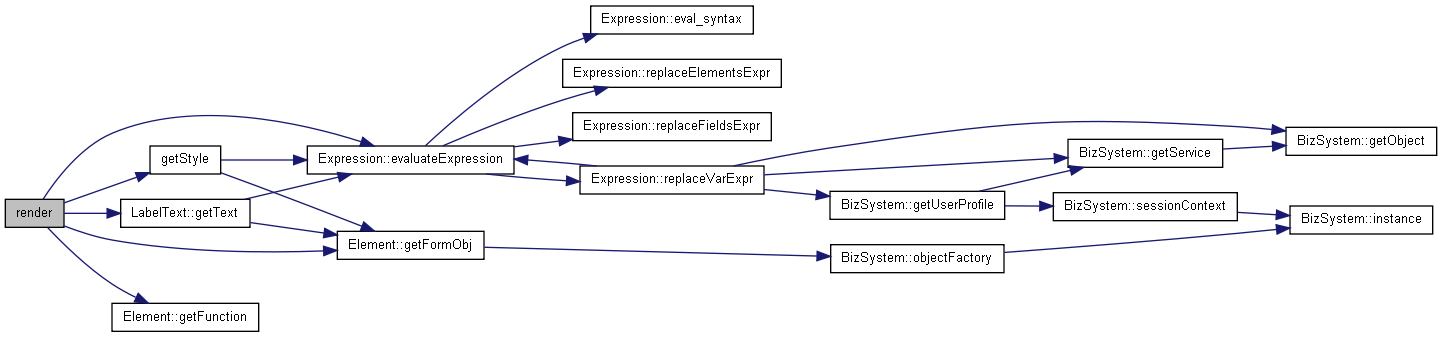 Expression::eval_syntax
Expression::replaceElementsExpr
Expression::replaceFieldsExpr
BizSystem::getObject
getStyle
Expression::evaluateExpression
BizSystem::getService
Expression::replaceVarExpr
render
LabelText::getText
BizSystem::getUserProfile
BizSystem::sessionContext
BizSystem::instance
Element::getFormObj
BizSystem::objectFactory
Element::getFunction